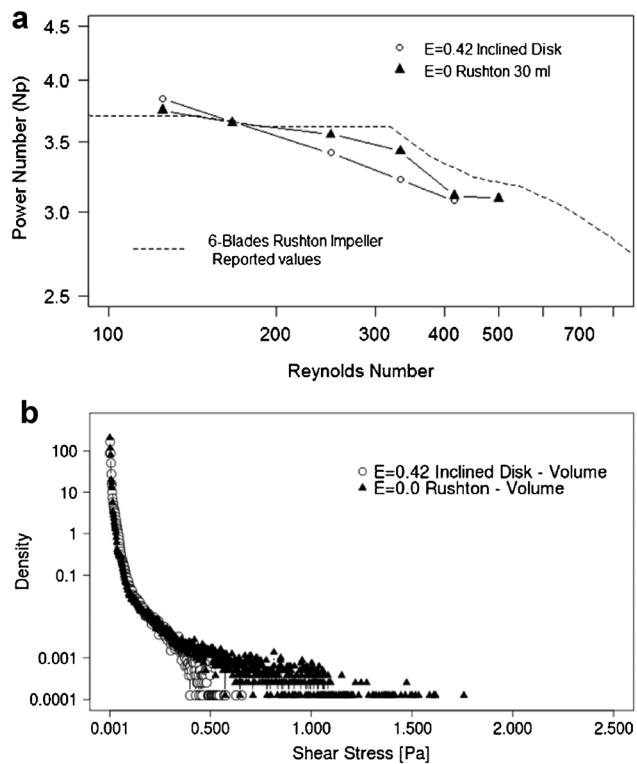 a
E=0.42 Inclined Disk
E=0 Rushton 30 ml
4.5
4.0
3.5
3.0
2.5
Power Number (Np)
6-Blades Rushton Impeller
Reported values
100 200 300 400 500 700
Reynolds Number
b
E=0.42 Inclined Disk - Volume
E=0.0 Rushton - Volume
100
10
1
0.1
0.001
0.0001
Density
0.001 0.500 1.000 1.500 2.000 2.500
Shear Stress [Pa]